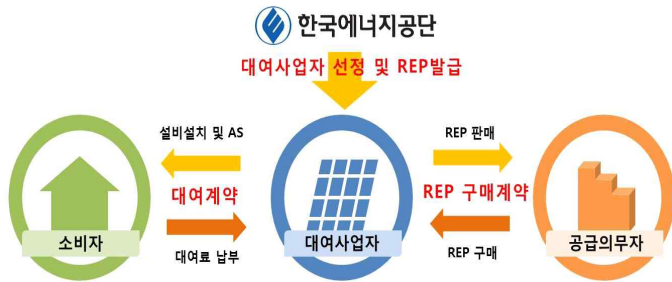 한국에너지공단
대여사업자 선정 및 REP발급
설비설치 및 AS
REP 판매
대여계약
REP 구매계약
소비자
대여사업자
공급의무자
대여료 납부
REP 구매